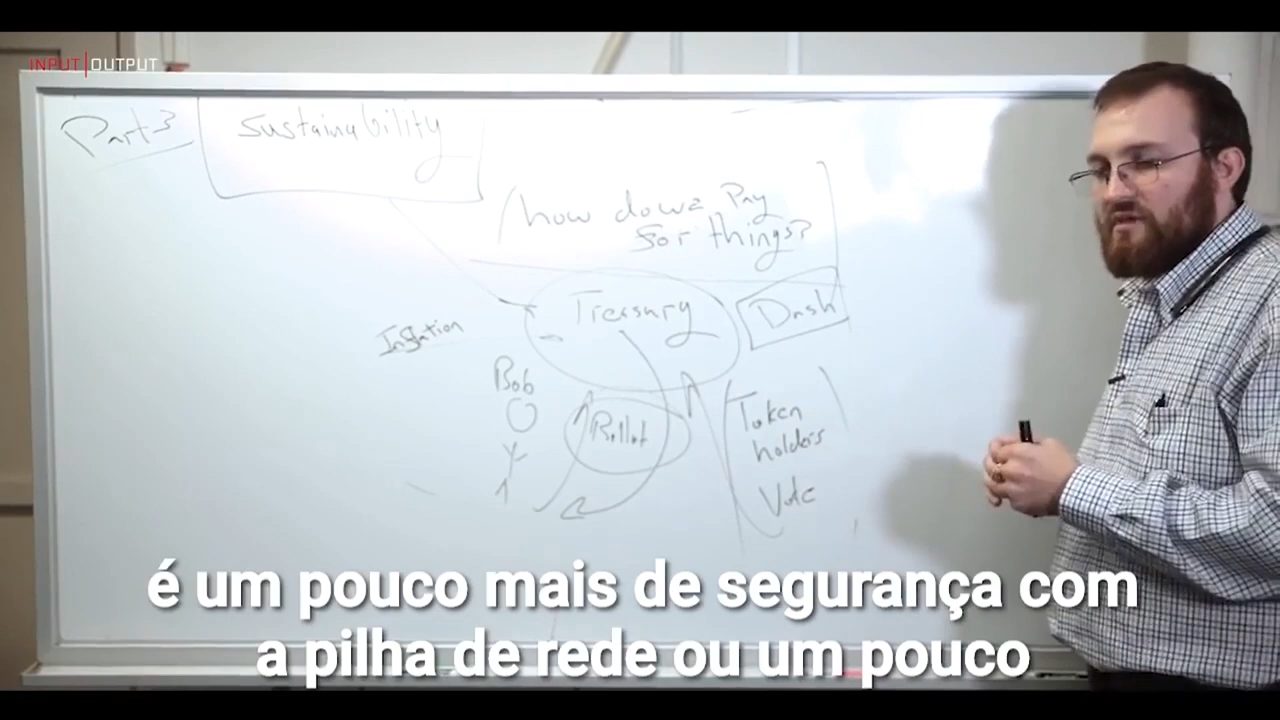 INPUT|OUTPUT
Part 3
Sustainability
how do we Pay
for things?
Treasury
Dash
Inflation
Bob
Ballot
Token
holders
Vote
é um pouco mais de segurança com
a pilha de rede ou um pouco